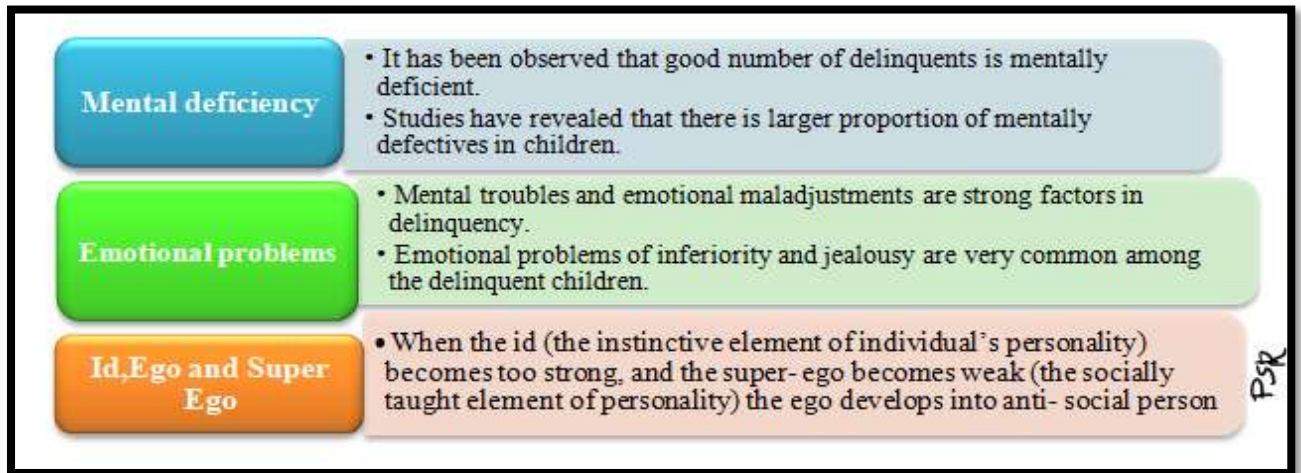 Mental deficiency
• It has been observed that good number of delinquents is mentally
deficient.
• Studies have revealed that there is larger proportion of mentally
defectives in children.
Emotional problems
• Mental troubles and emotional maladjustments are strong factors in
delinquency.
• Emotional problems of inferiority and jealousy are very common among
the delinquent children.
Id,Ego and Super
Ego
• When the id (the instinctive element of individual's personality)
becomes too strong, and the super- ego becomes weak (the socially
taught element of personality) the ego develops into anti- social person
PSR